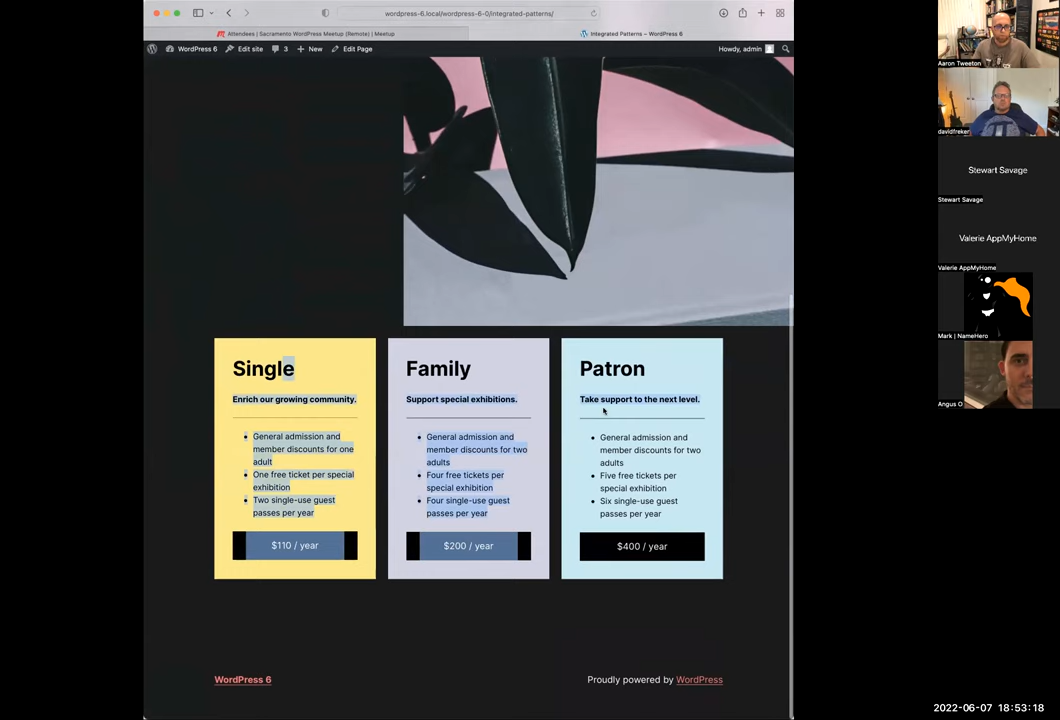 wordpress-6.local/wordpress-6-0/integrated-patterns/
Attendees | Sacramento WordPress Meetup (Remote) | Meetup
Integrated Patterns – WordPress 6
WordPress 6
Edit site
3
New
Edit Page
Howdy, admin
Single
Enrich our growing community.
General admission and
member discounts for one
adult
One free ticket per special
exhibition
Two single-use guest
passes per year
$110 / year
Family
Support special exhibitions.
General admission and
member discounts for two
adults
Four free tickets per
special exhibition
Four single-use guest
passes per year
$200 / year
Patron
Take support to the next level.
General admission and
member discounts for two
adults
Five free tickets per
special exhibition
Six single-use guest
passes per year
$400 / year
WordPress 6
Proudly powered by WordPress
Aaron Tweeton
davidfreker
Stewart Savage
Stewart Savage
Valerie AppMyHome
Valerie AppMyHome
Mark | NameHero
Angus O
2022-06-07 18:53:18